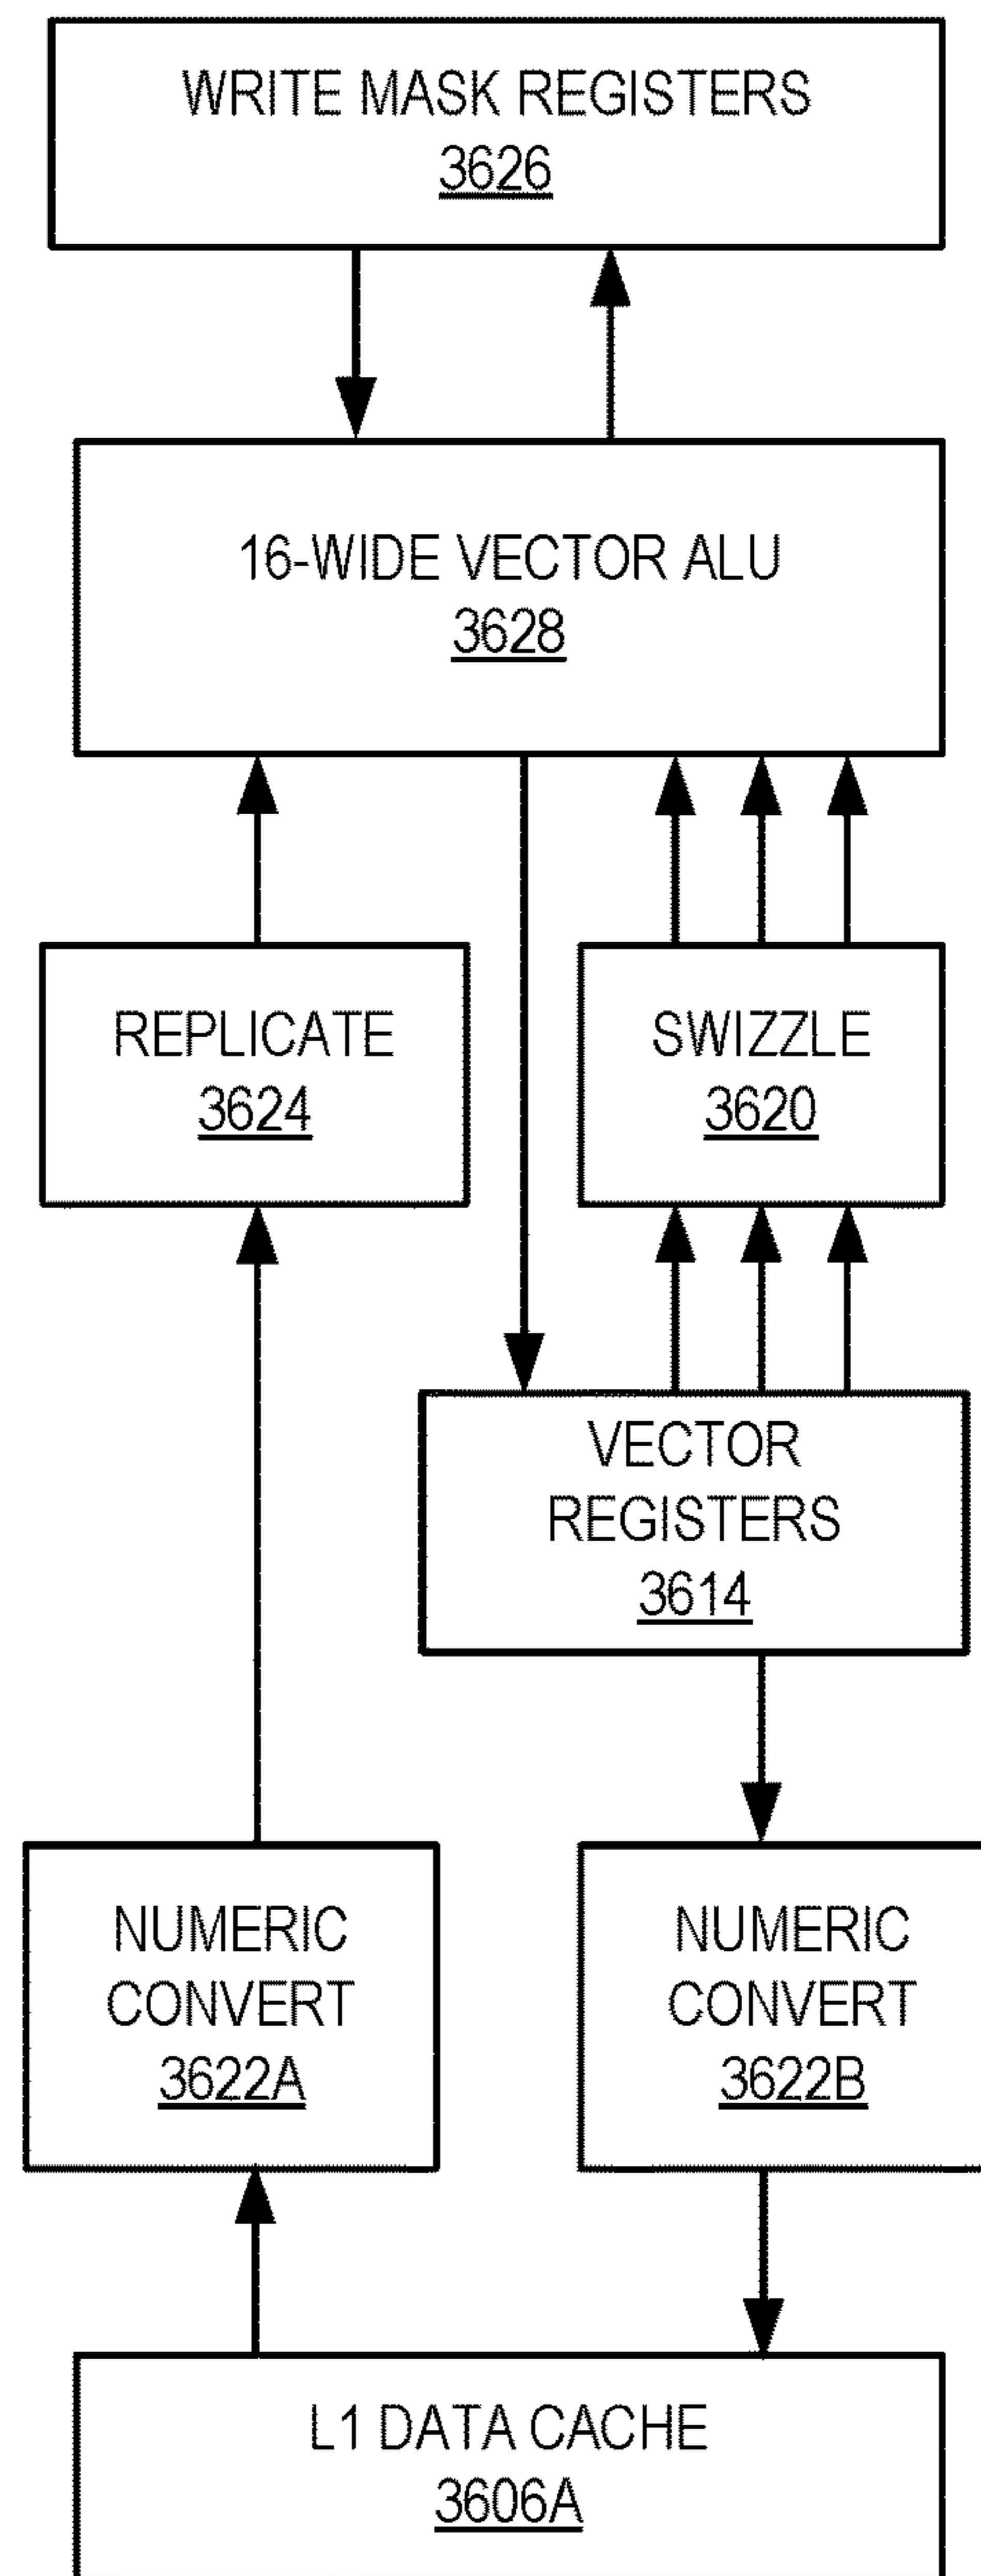 WRITE MASK REGISTERS
3626
16-WIDE VECTOR ALU
3628
REPLICATE
3624
SWIZZLE
3620
VECTOR
REGISTERS
3614
NUMERIC
CONVERT
3622A
NUMERIC
CONVERT
3622B
L1 DATA CACHE
3606A